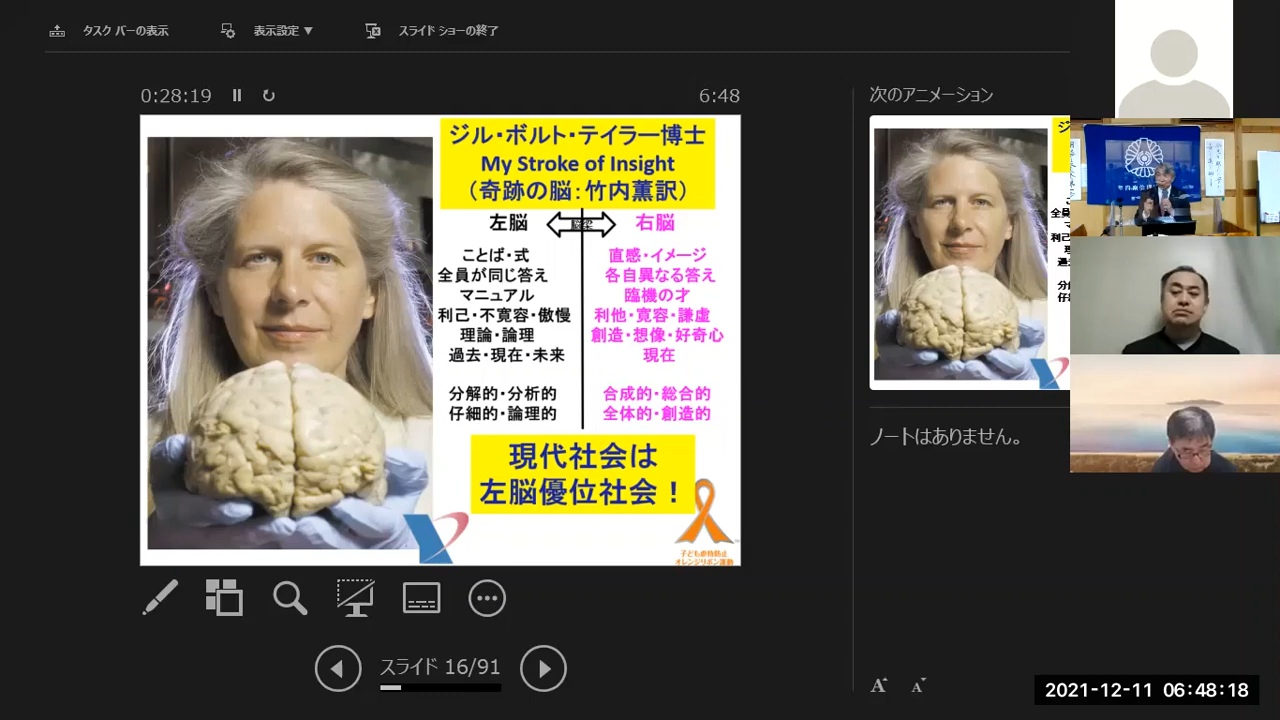 タスク バーの表示
表示設定 ▼
スライド ショーの終了
0:28:19
6:48
ジル・ボルト・テイラー博士
My Stroke of Insight
（奇跡の脳：竹内薫訳）
左脳
脳梁
右脳
ことば・式
直感・イメージ
全員が同じ答え
各自異なる答え
マニュアル
臨機の才
利己・不寛容・傲慢
利他・寛容・謙虚
理論・論理
創造・想像・好奇心
過去・現在・未来
現在
分解的・分析的
合成的・総合的
仔細的・論理的
全体的・創造的
現代社会は
左脳優位社会！
子ども虐待防止
オレンジリボン運動
スライド 16/91
次のアニメーション
ノートはありません。
A A
2021-12-11 06:48:18